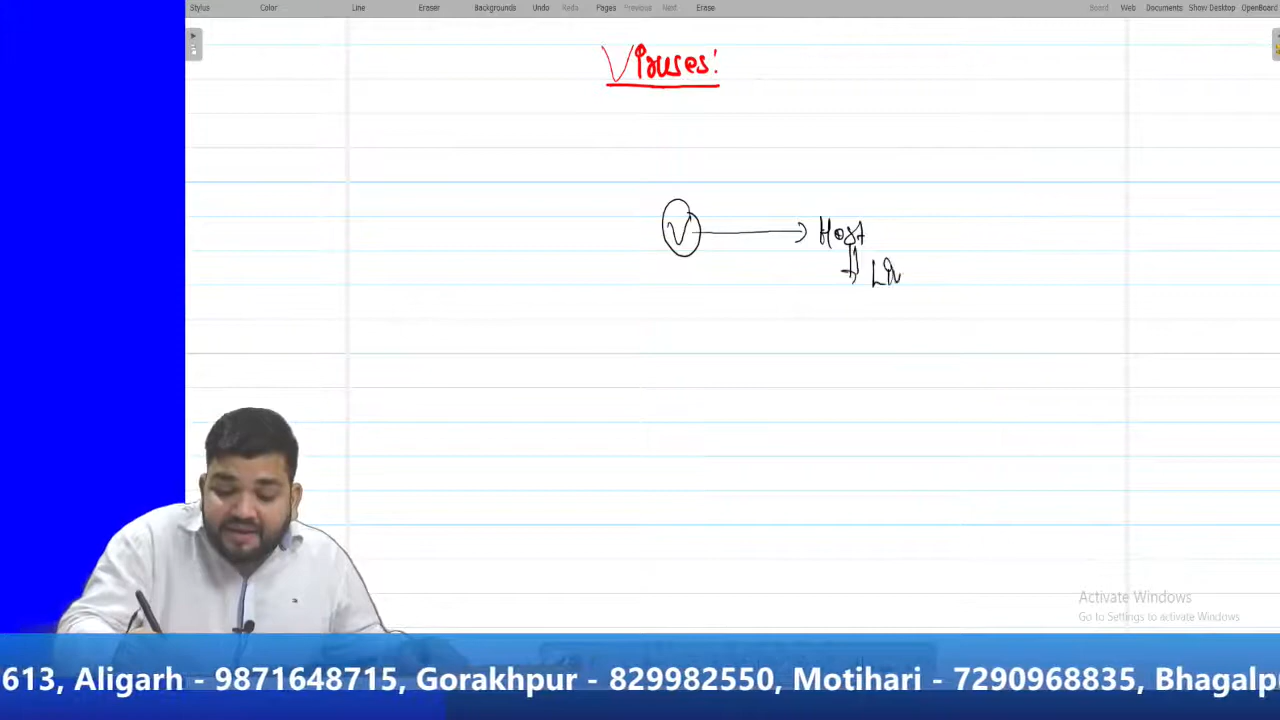 Stylus Color Line Eraser Backgrounds Undo Redo Pages Previous Next Erase Board Web Documents Show Desktop OpenBoard
Viruses:
V Host
Activate Windows
Go to Settings to activate Windows
613, Aligarh - 9871648715, Gorakhpur - 829982550, Motihari - 7290968835, Bhagalp